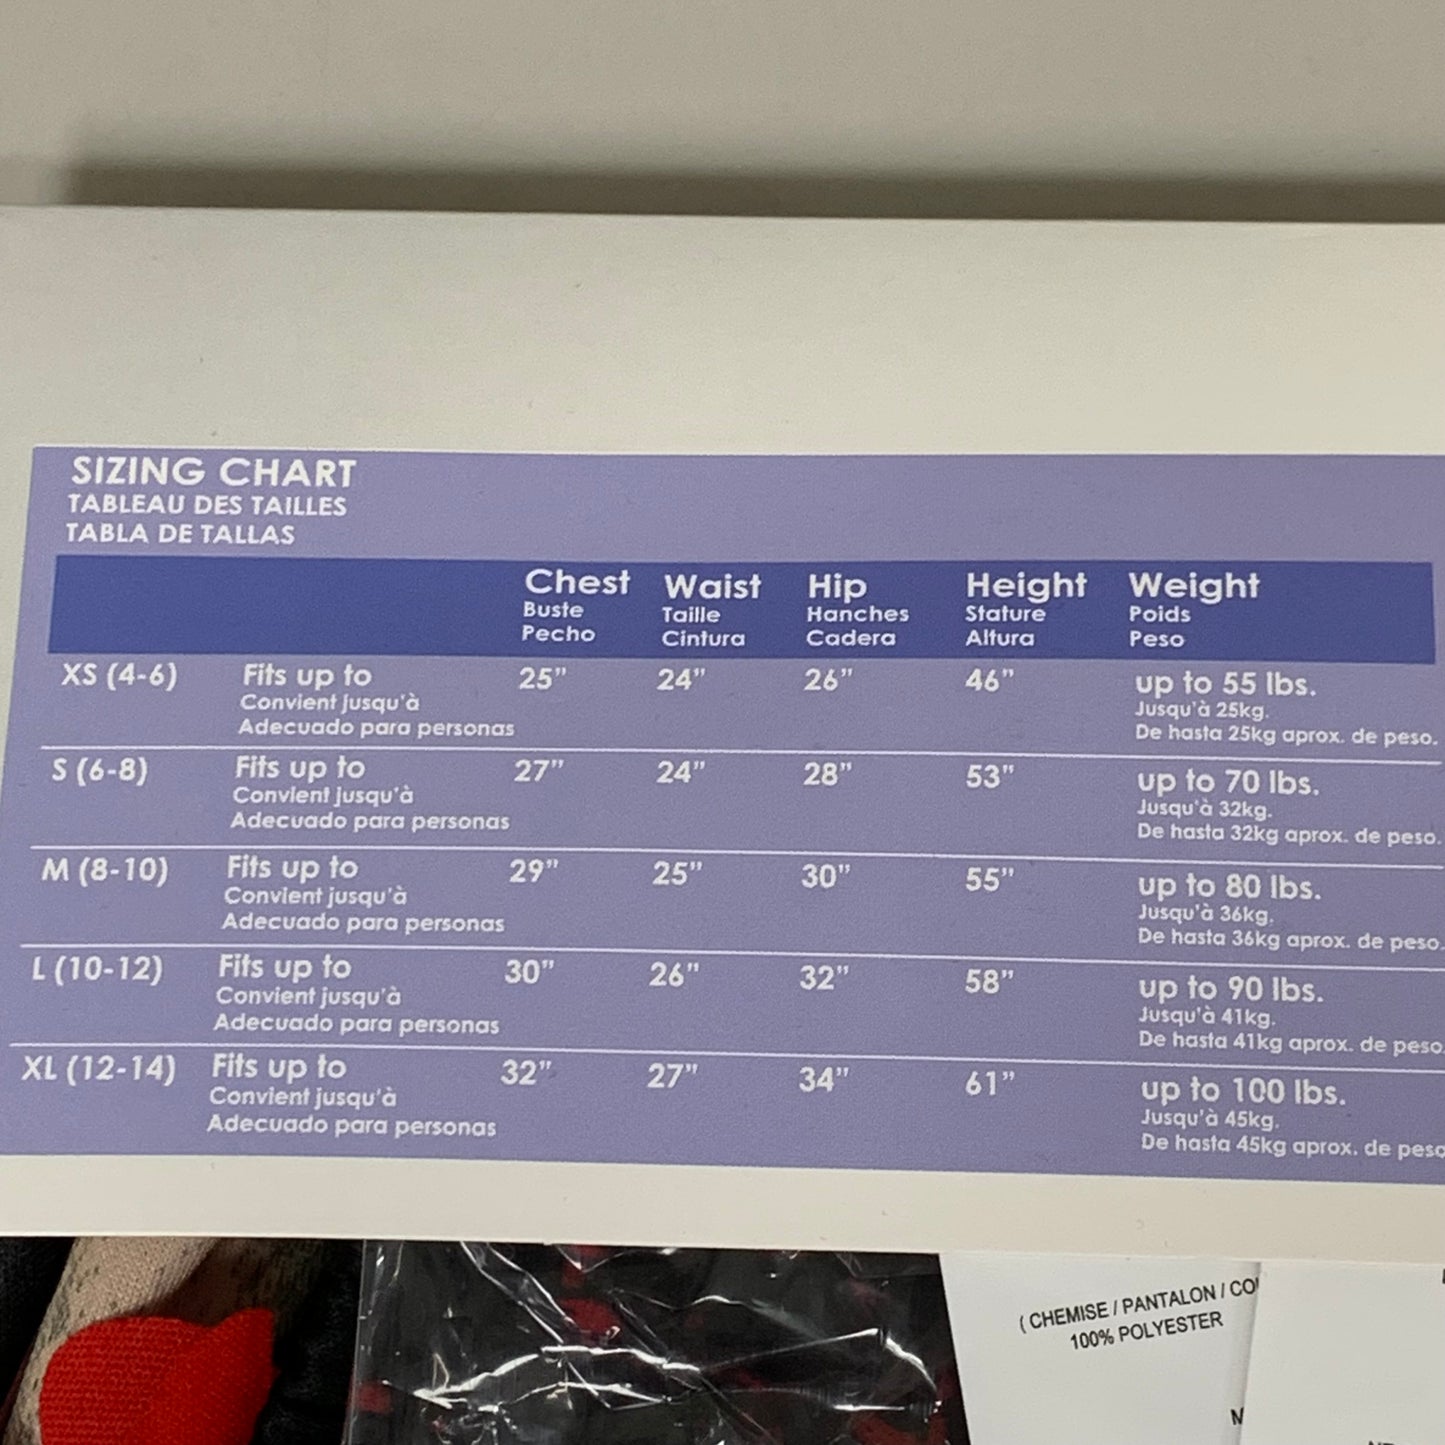 SIZING CHART
TABLEAU DES TAILLES
TABLA DE TALLAS
Chest Waist Hip Height Weight
Buste Taille Hanches Stature Poids
Pecho Cintura Cadera Altura Peso
XS (4-6) Fits up to 25" 24" 26" 46" up to 55 lbs.
Convient jusqu'à Jusqu'à 25kg.
Adecuado para personas De hasta 25kg aprox. de peso.
S (6-8) Fits up to 27" 24" 28" 53" up to 70 lbs.
Convient jusqu'à Jusqu'à 32kg.
Adecuado para personas De hasta 32kg aprox. de peso.
M (8-10) Fits up to 29" 25" 30" 55" up to 80 lbs.
Convient jusqu'à Jusqu'à 36kg.
Adecuado para personas De hasta 36kg aprox. de peso.
L (10-12) Fits up to 30" 26" 32" 58" up to 90 lbs.
Convient jusqu'à Jusqu'à 41kg.
Adecuado para personas De hasta 41kg aprox. de peso
XL (12-14) Fits up to 32" 27" 34" 61" up to 100 lbs.
Convient jusqu'à Jusqu'à 45kg.
Adecuado para personas De hasta 45kg aprox. de peso
( CHEMISE / PANTALON /
100% POLYESTER